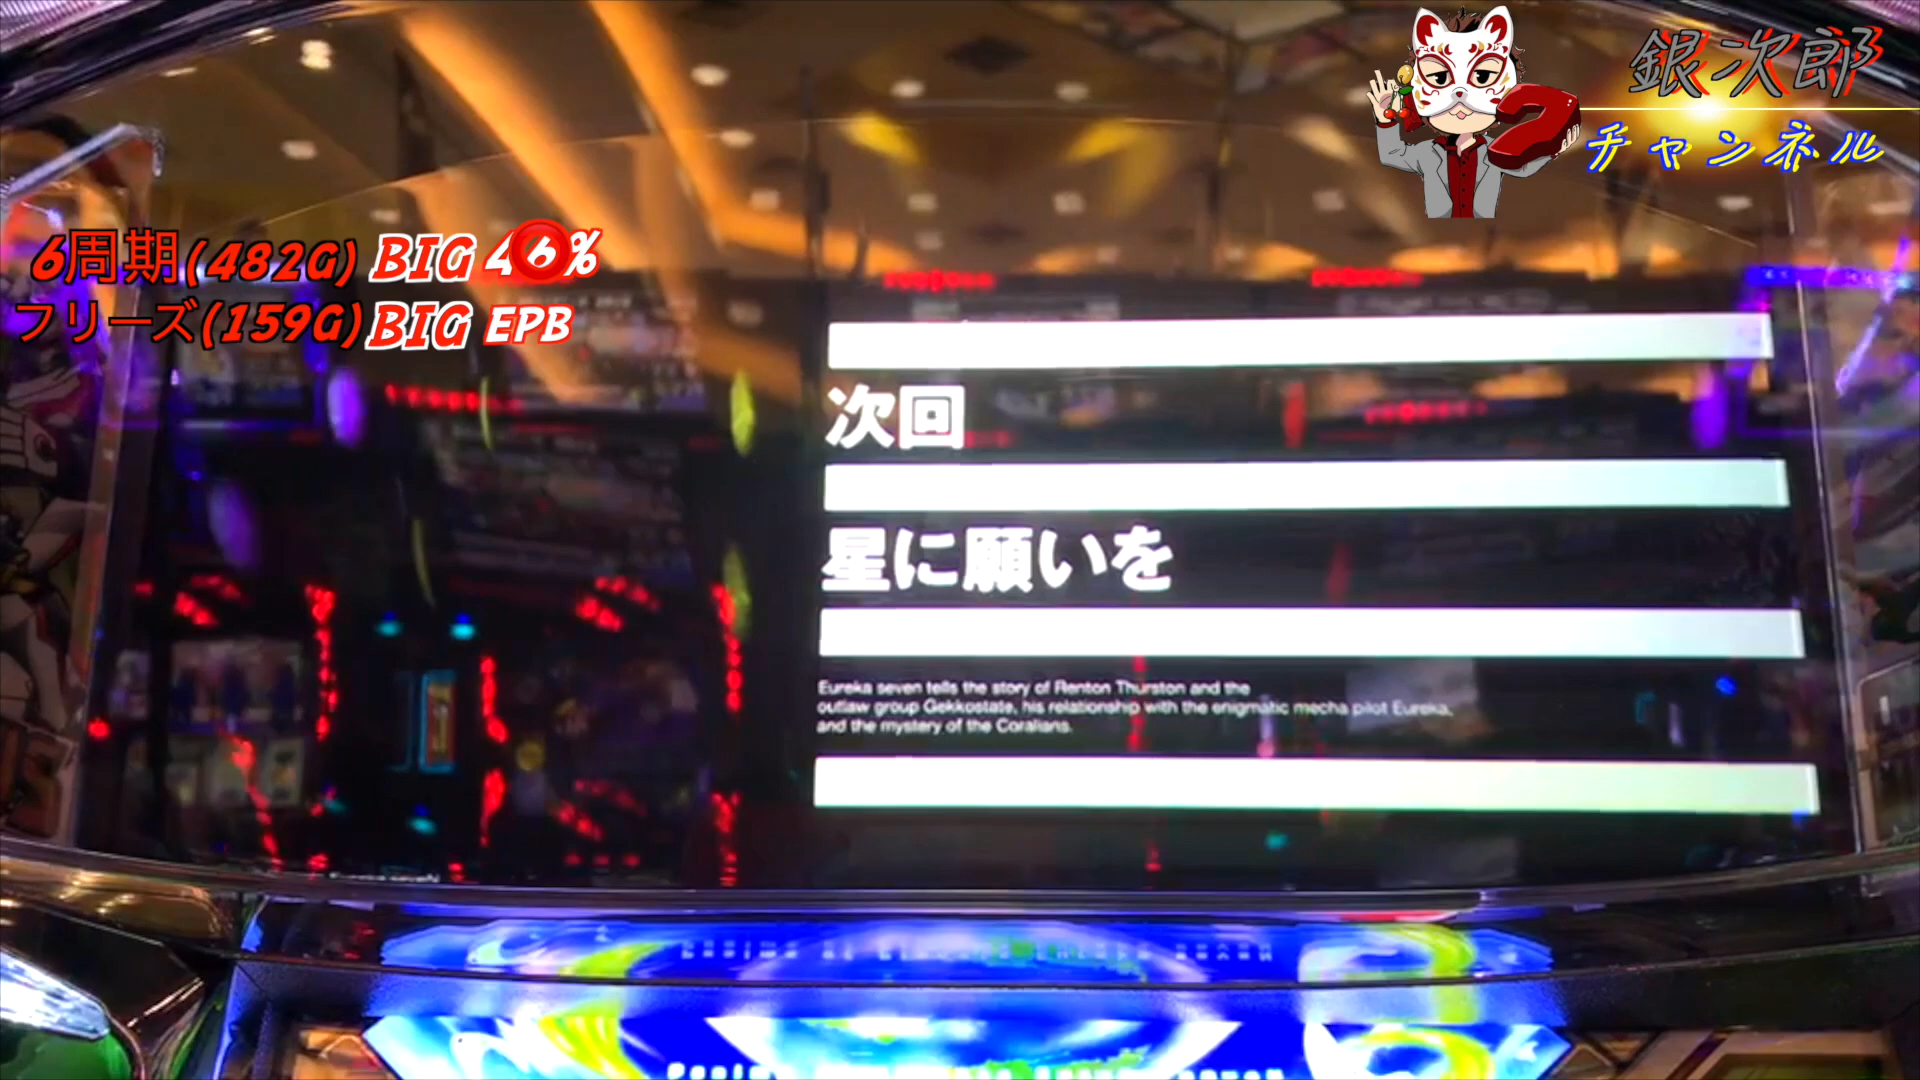 銀次郎
チャンネル
6周期(482G) BIG 46%
フリーズ(159G) BIG EPB
次回
星に願いを
Eureka seven tells the story of Renton Thurston and the
outlaw group Gekkostate, his relationship with the enigmatic mecha pilot Eureka,
and the mystery of the Coralians.